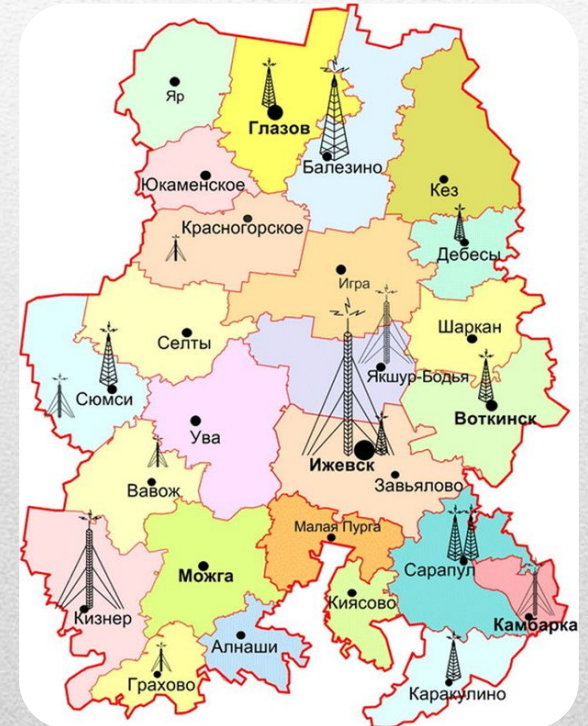 Яр
Глазов
Балезино
Юкаменское
Кез
Красногорское
Дебесы
Игра
Шаркан
Селты
Якшур-Бодья
Сюмси
Воткинск
Ува
Ижевск
Завьялово
Вавож
Малая Пурга
Сарапул
Можга
Киясово
Кизнер
Камбарка
Алнаши
Грахово
Каракулино